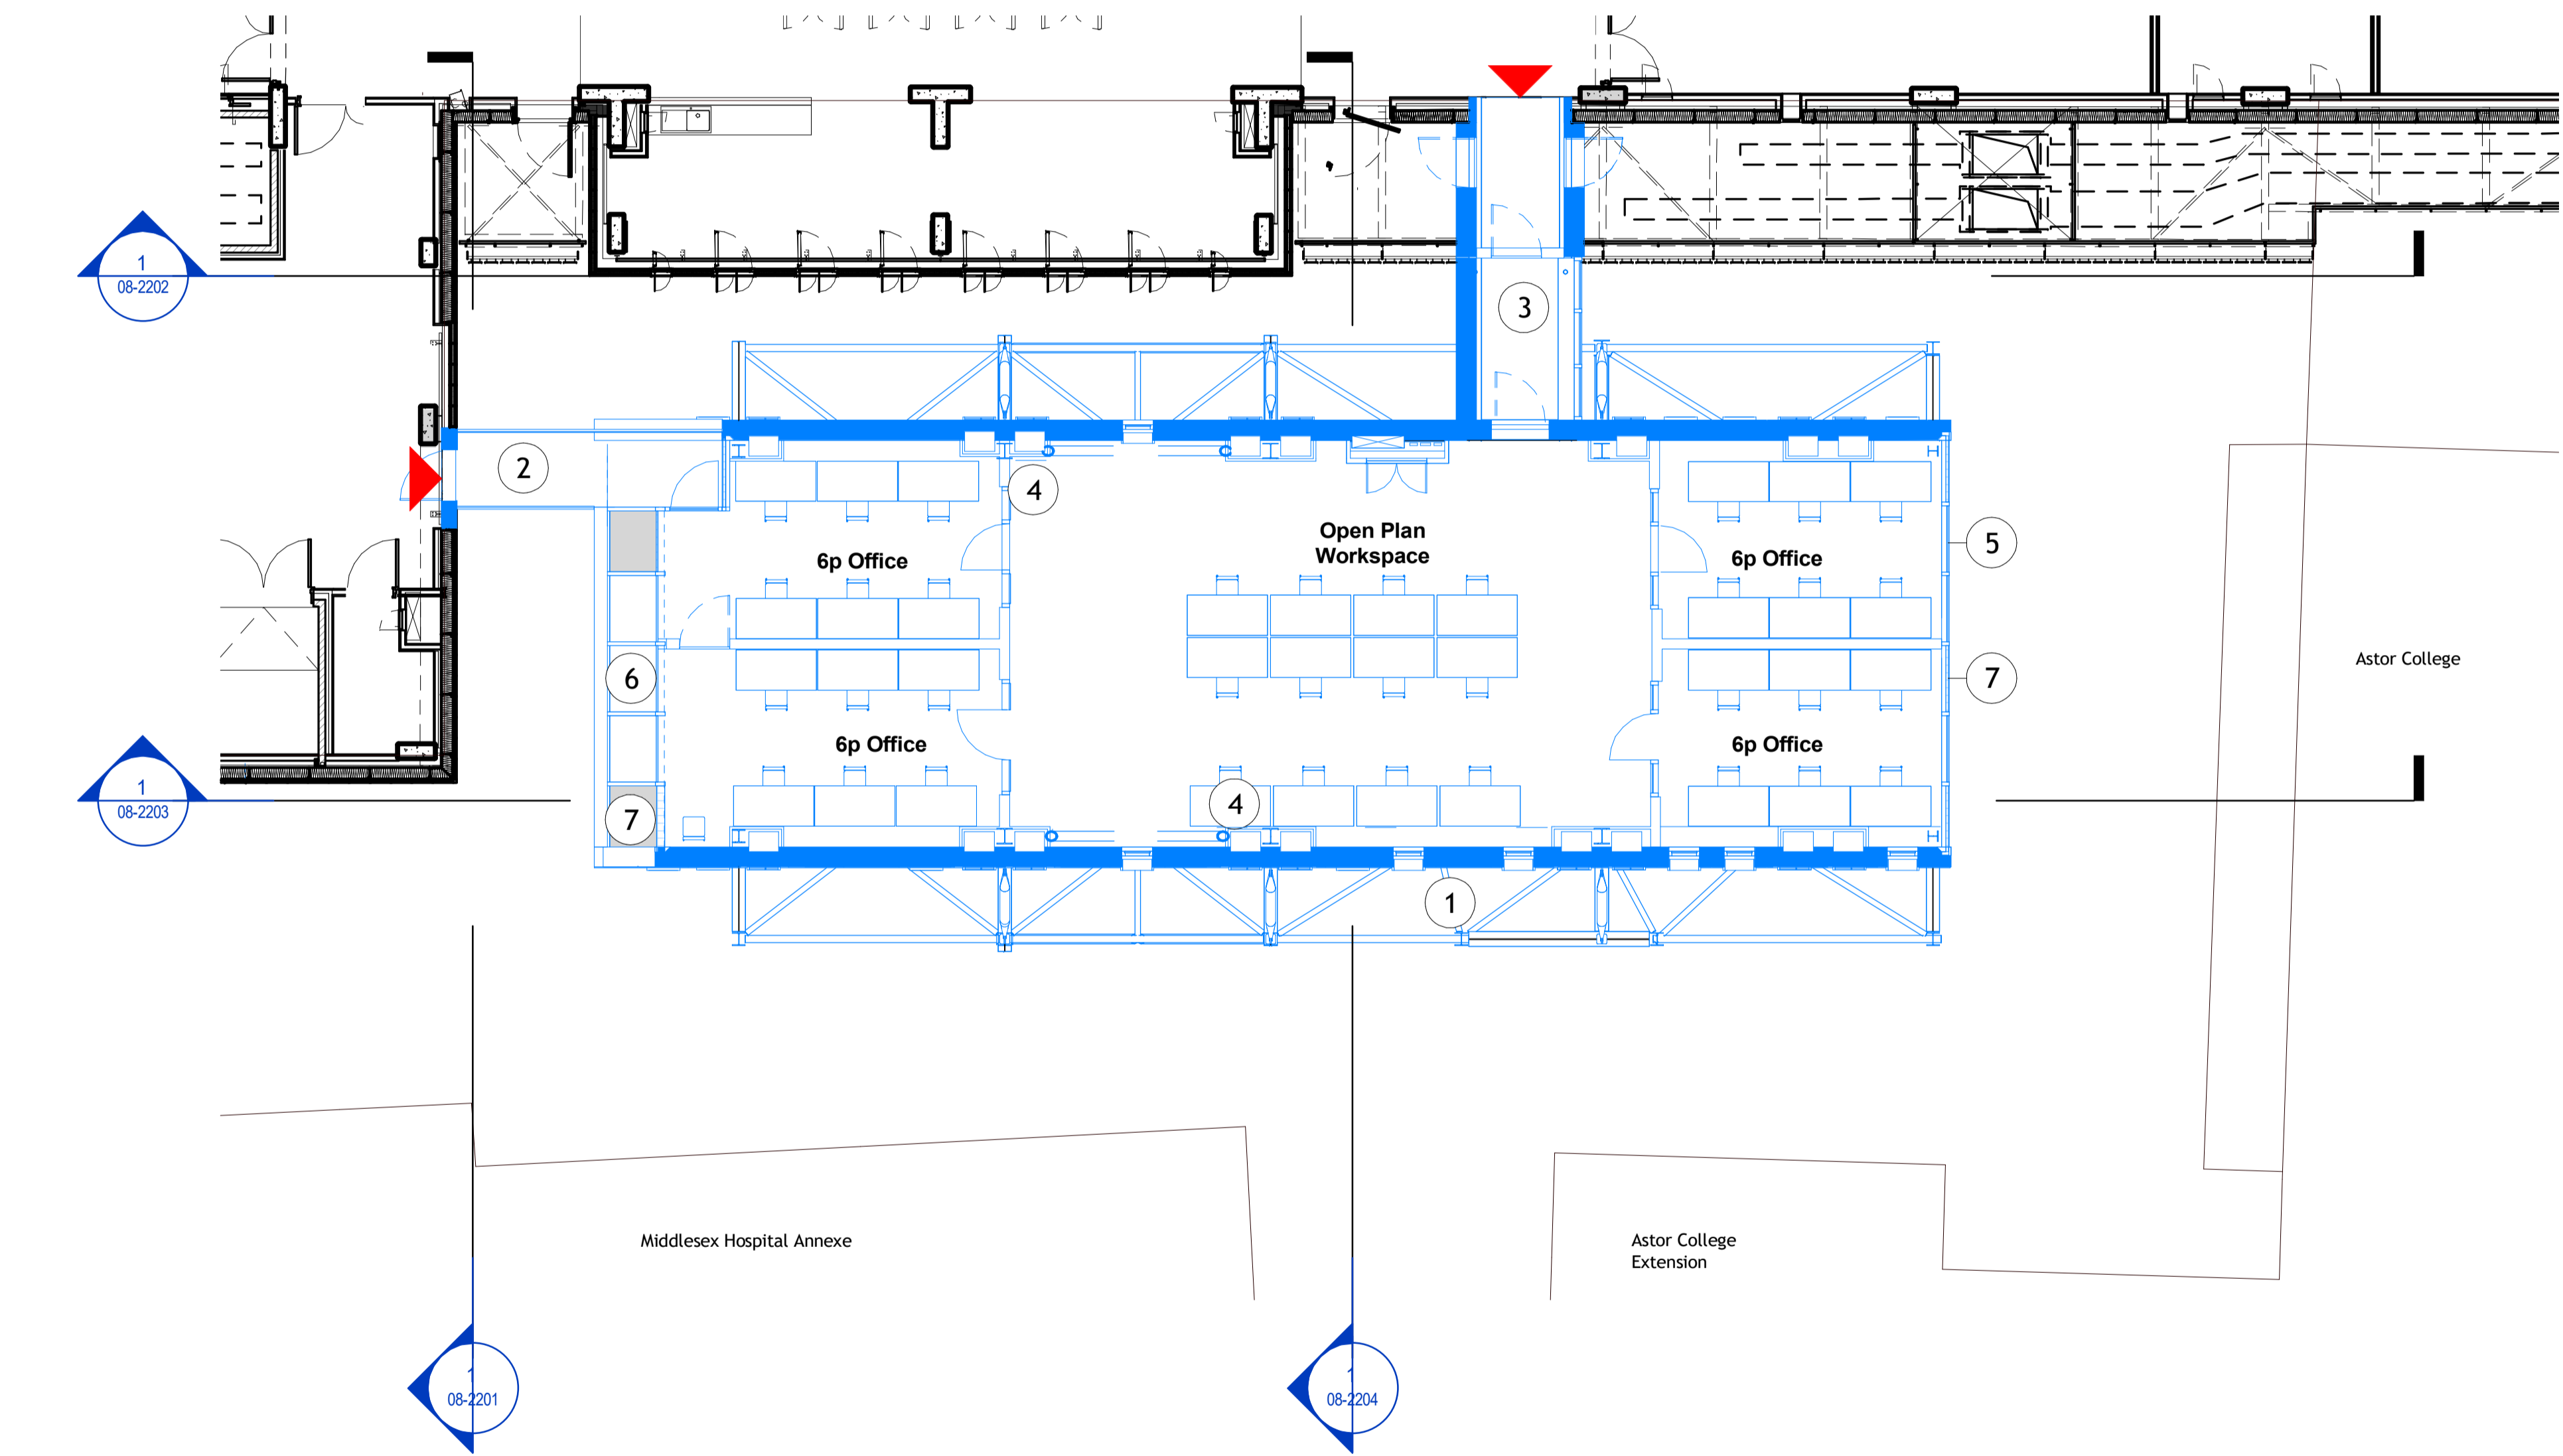 1
08-2202
3
2
4
Open Plan
Workspace
6p Office
6p Office
5
6
7
Astor College
6p Office
6p Office
1
08-2203
7
4
1
Middlesex Hospital Annexe
Astor College
Extension
1
08-2201
1
08-2204